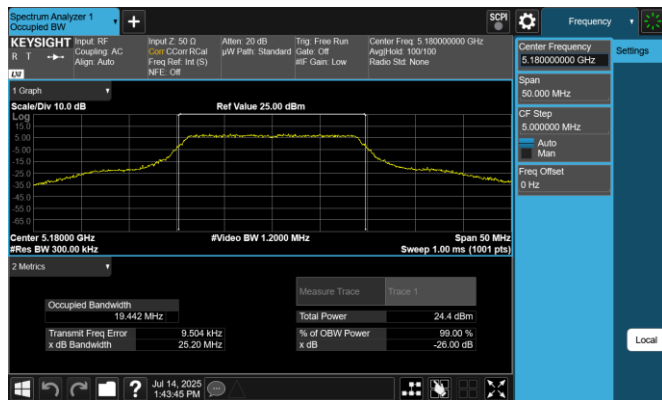 Spectrum Analyzer 1
Occupied BW
SCPI
Frequency
KEYSIGHT
R T
LXI
Input: RF
Coupling: AC
Align: Auto
Input Z: 50 Ω
Corr CCorr RCal
Freq Ref: Int (S)
NFE: Off
Atten: 20 dB
µW Path: Standard
Trig: Free Run
Gate: Off
#IF Gain: Low
Center Freq: 5.180000000 GHz
Avg|Hold: 100/100
Radio Std: None
Center Frequency
5.180000000 GHz
Settings
Span
50.000 MHz
CF Step
5.000000 MHz
Auto
Man
Freq Offset
0 Hz
Local
1 Graph
Scale/Div 10.0 dB
Ref Value 25.00 dBm
Log
15.0
5.00
-5.00
-15.0
-25.0
-35.0
-45.0
-55.0
-65.0
Center 5.18000 GHz
#Video BW 1.2000 MHz
Span 50 MHz
#Res BW 300.00 kHz
Sweep 1.00 ms (1001 pts)
2 Metrics
Measure Trace
Trace 1
Occupied Bandwidth
19.442 MHz
Total Power
24.4 dBm
Transmit Freq Error
9.504 kHz
% of OBW Power
99.00 %
x dB Bandwidth
25.20 MHz
x dB
-26.00 dB
?
Jul 14, 2025
1:43:45 PM